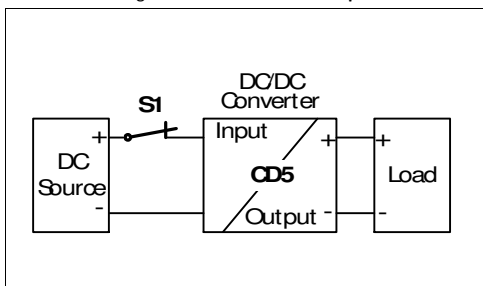 DC/DC
Converter
S1
Input
+
+
+
DC
Source
CD5
Load
-
Output
-
-